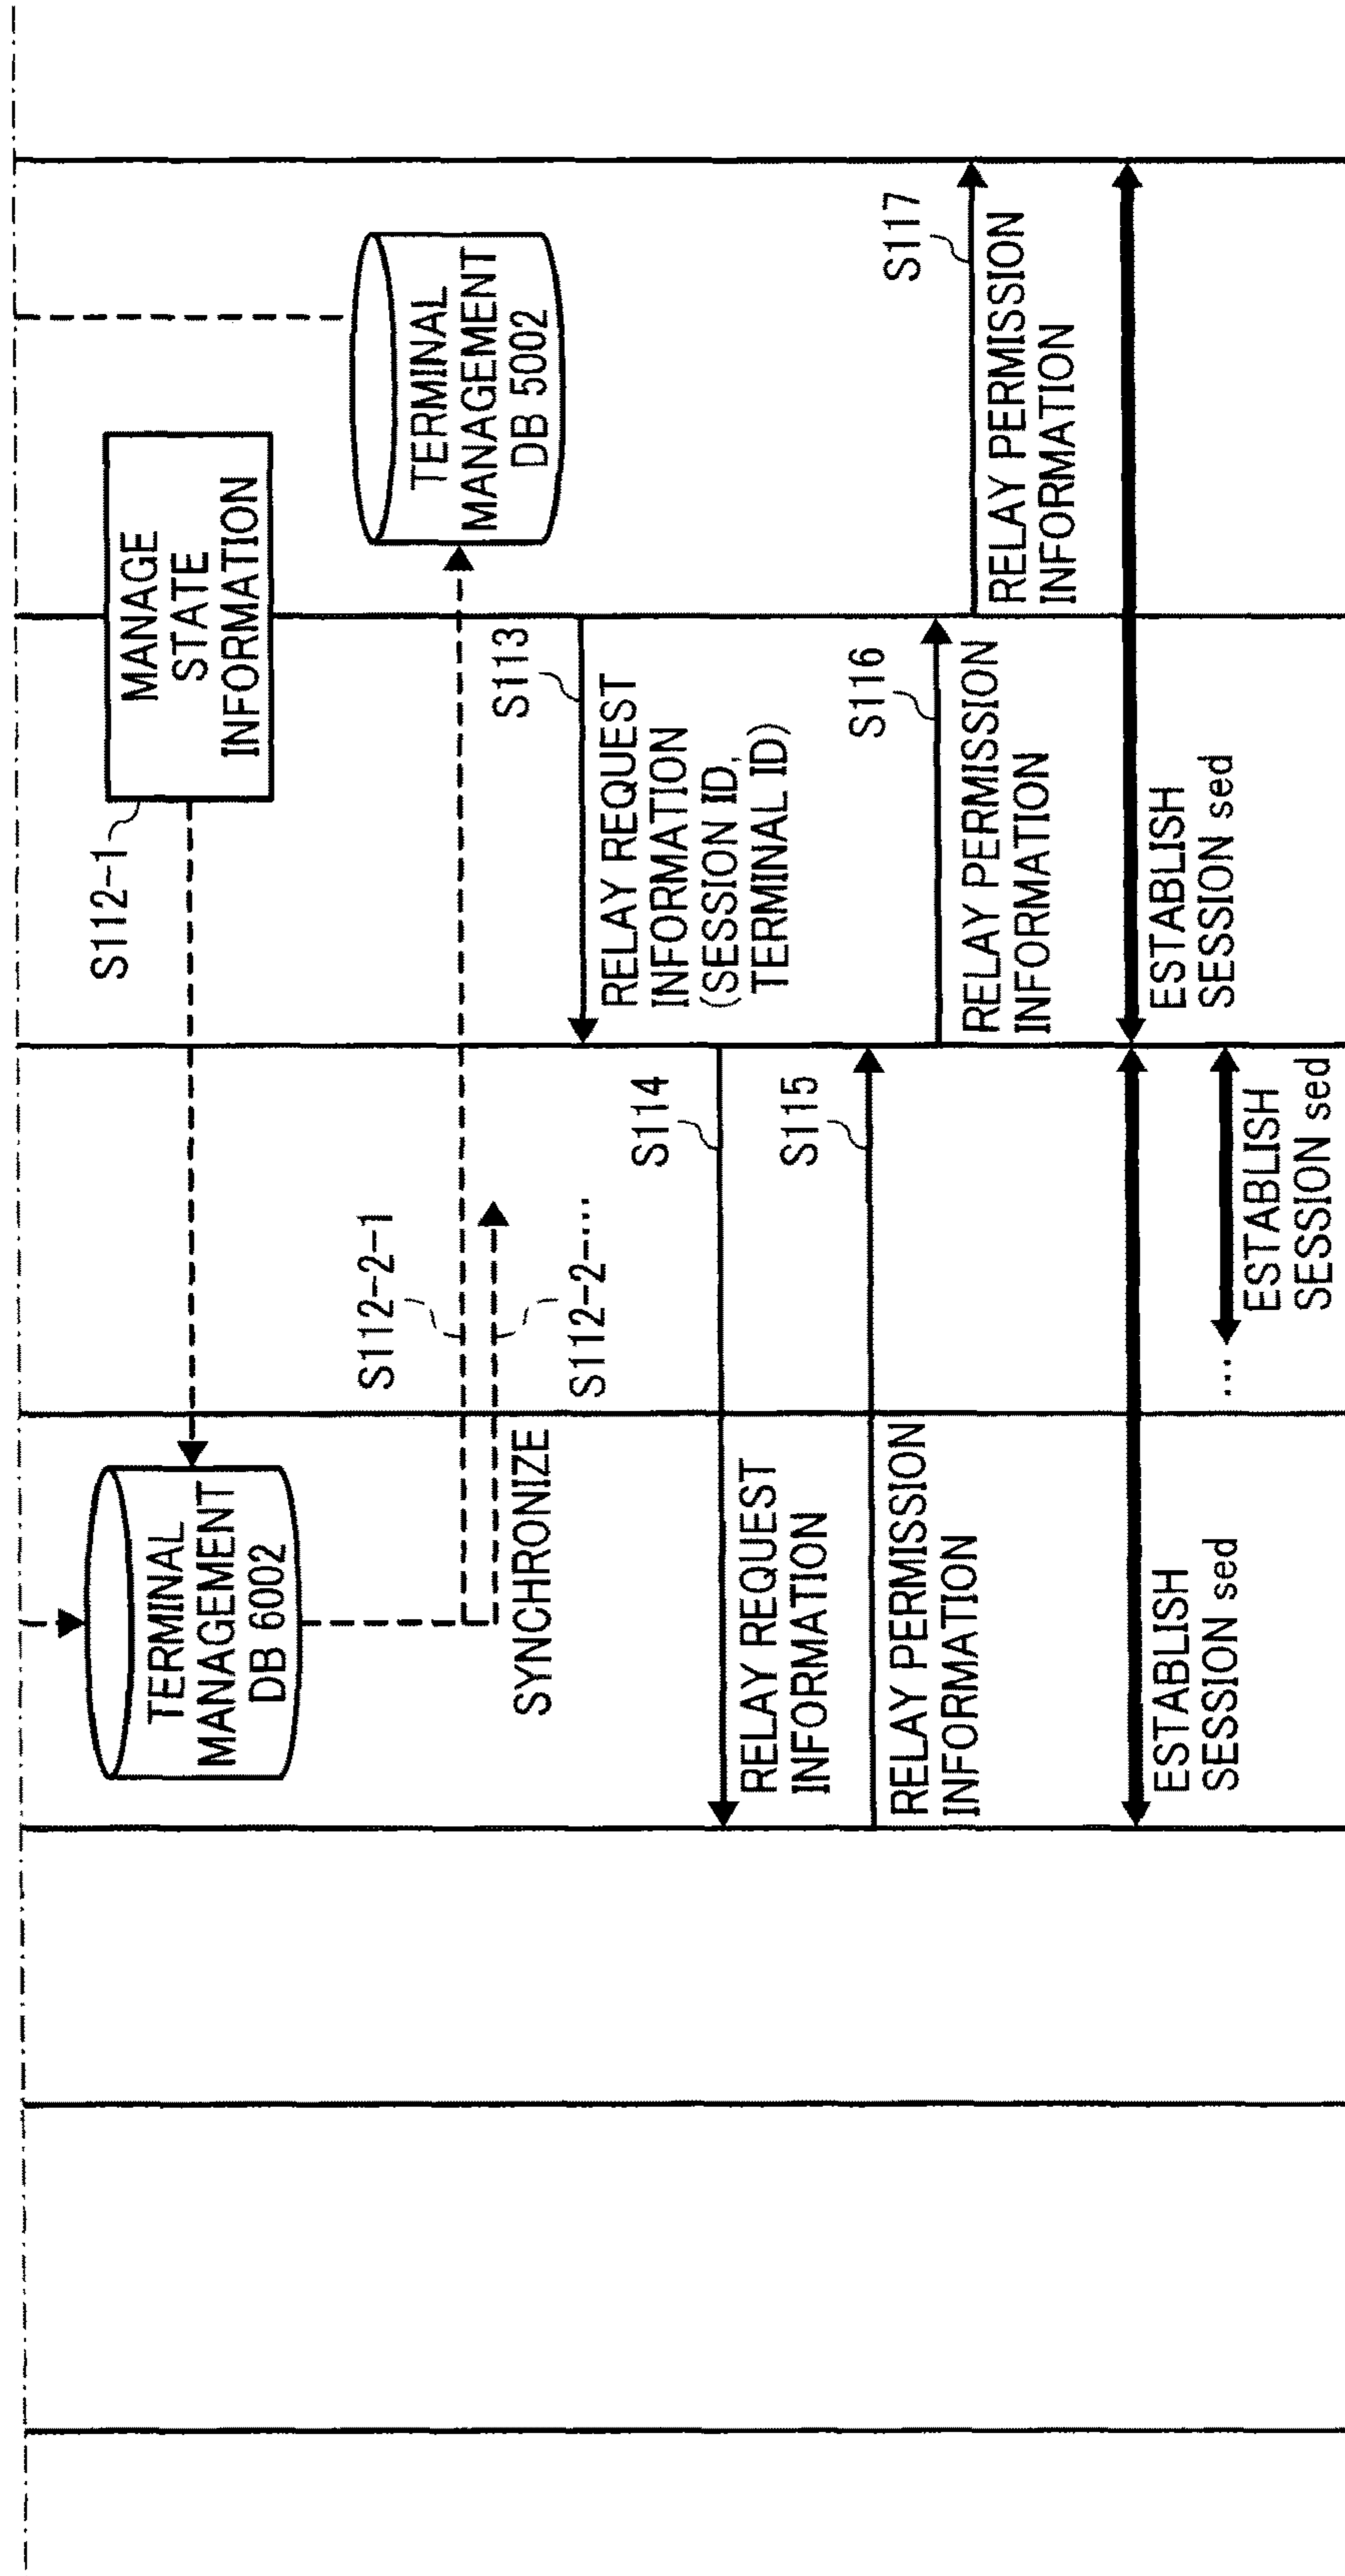 TERMINAL
MANAGEMENT
DB 6002
S112-1
MANAGE
STATE
INFORMATION
S112-2-1
TERMINAL
MANAGEMENT
DB 5002
SYNCHRONIZE
S112-2-...
S113
RELAY REQUEST
INFORMATION
(SESSION ID,
TERMINAL ID)
S114
RELAY REQUEST
INFORMATION
S115
RELAY PERMISSION
INFORMATION
S116
RELAY PERMISSION
INFORMATION
S117
RELAY PERMISSION
INFORMATION
ESTABLISH
SESSION sed
ESTABLISH
SESSION sed
...
ESTABLISH
SESSION sed